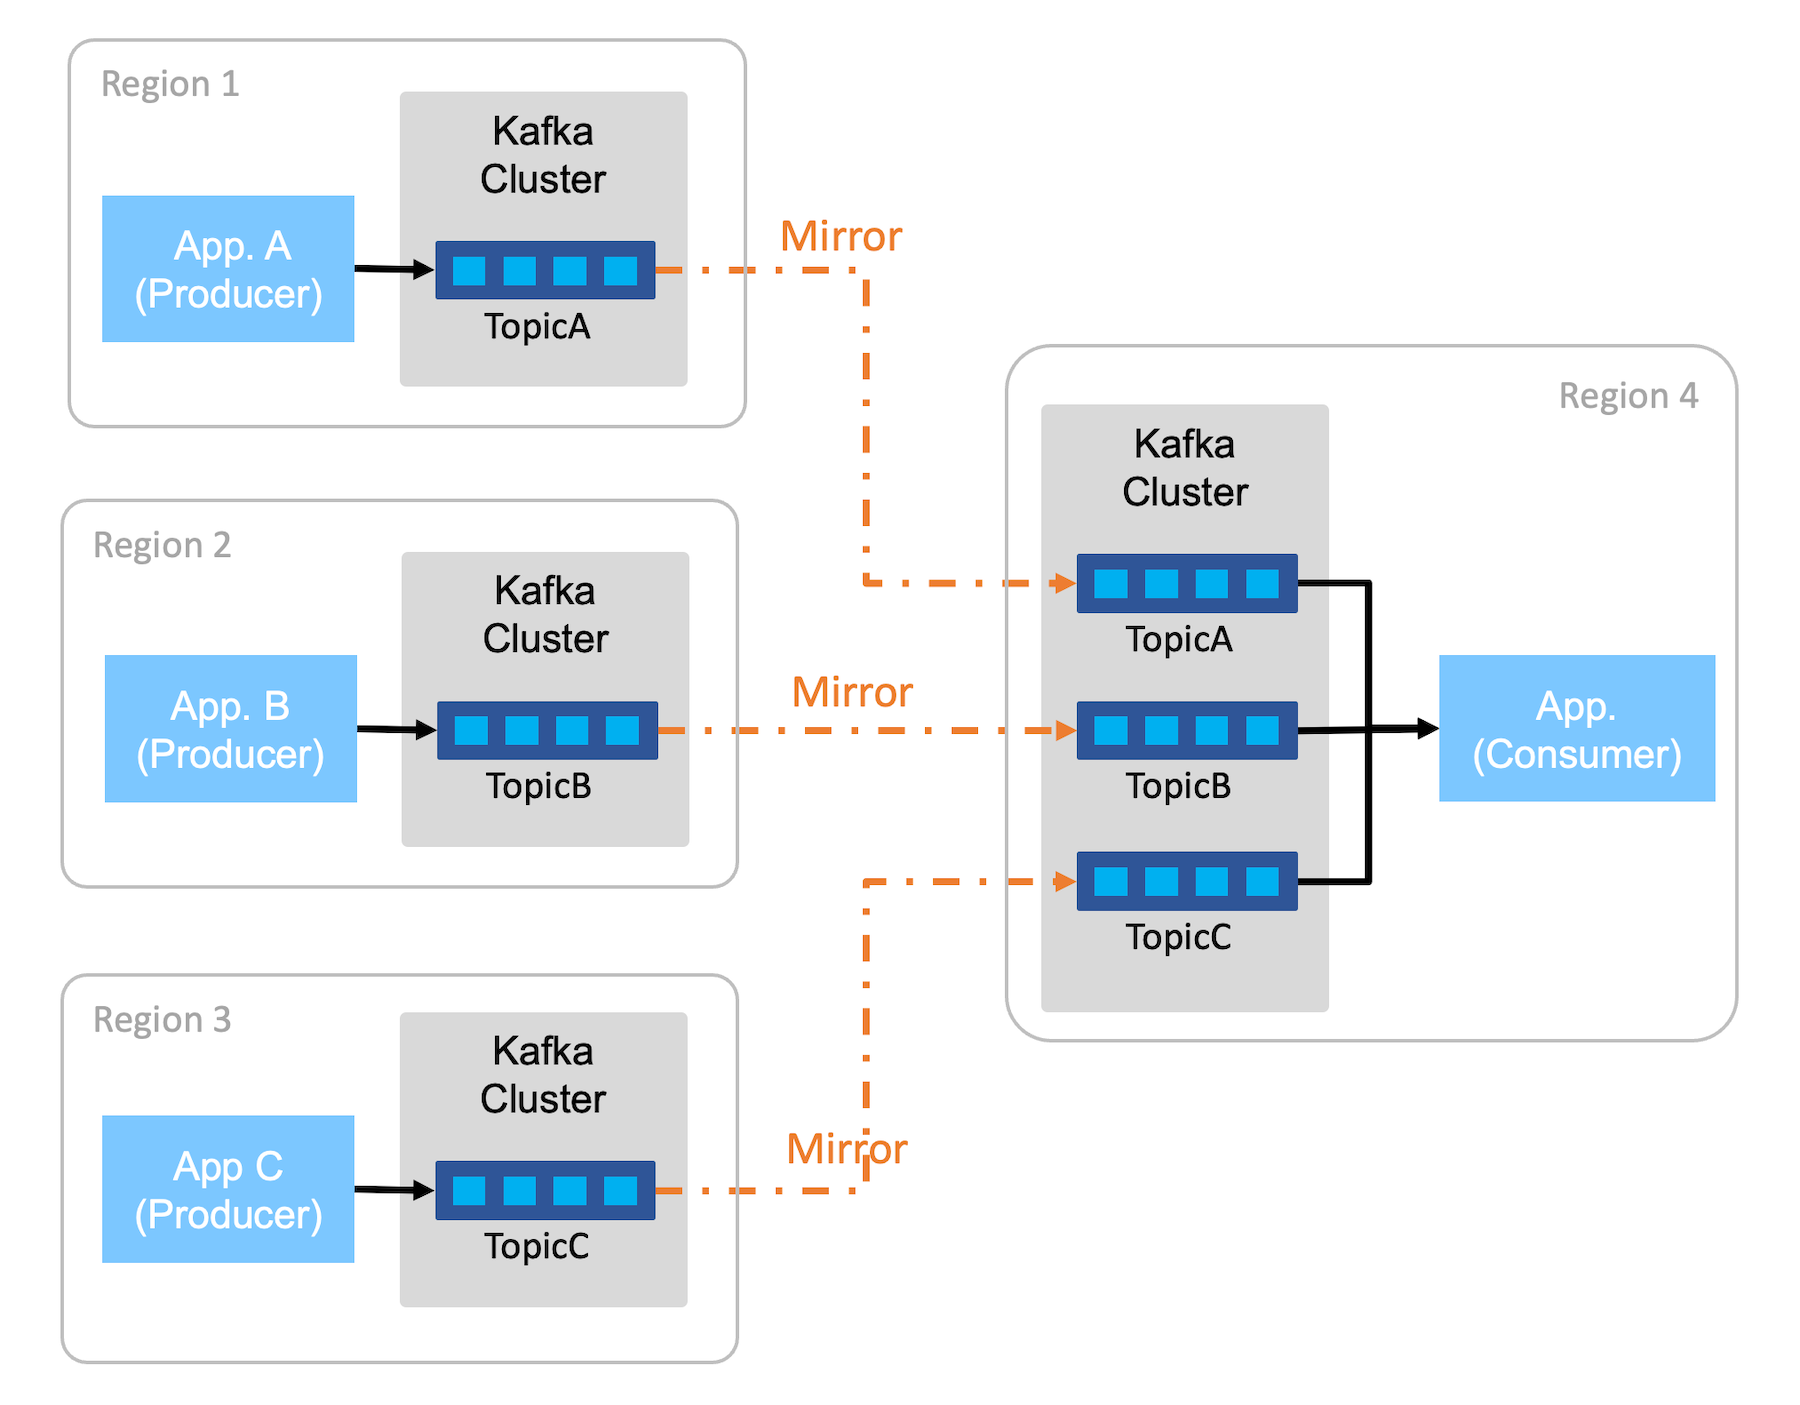 Region 1
Kafka
Cluster
App. A
(Producer)
TopicA
Mirror
Region 2
Kafka
Cluster
App. B
(Producer)
TopicB
Mirror
Region 3
Kafka
Cluster
App C
(Producer)
TopicC
Mirror
Region 4
Kafka
Cluster
TopicA
TopicB
TopicC
App.
(Consumer)